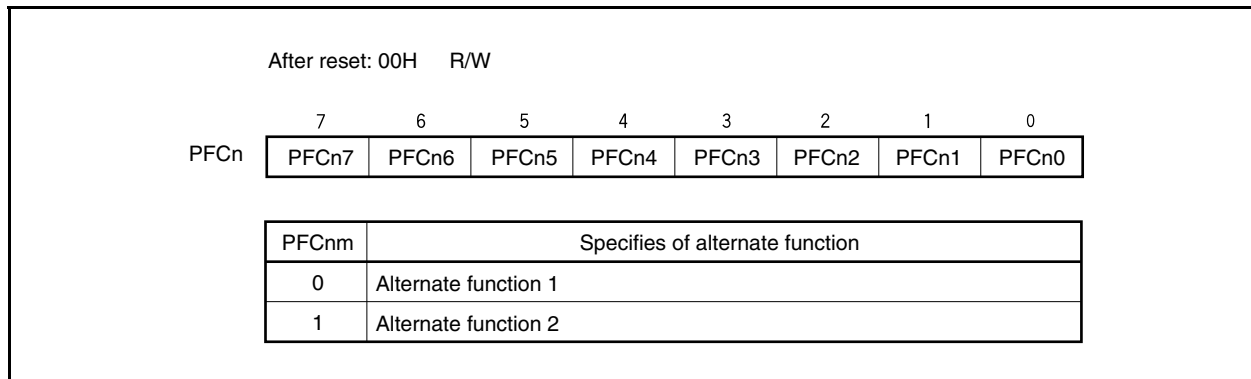 After reset: 00H R/W
7 6 5 4 3 2 1 0
PFCn PFCn7 PFCn6 PFCn5 PFCn4 PFCn3 PFCn2 PFCn1 PFCn0
PFCnm Specifies of alternate function
0 Alternate function 1
1 Alternate function 2